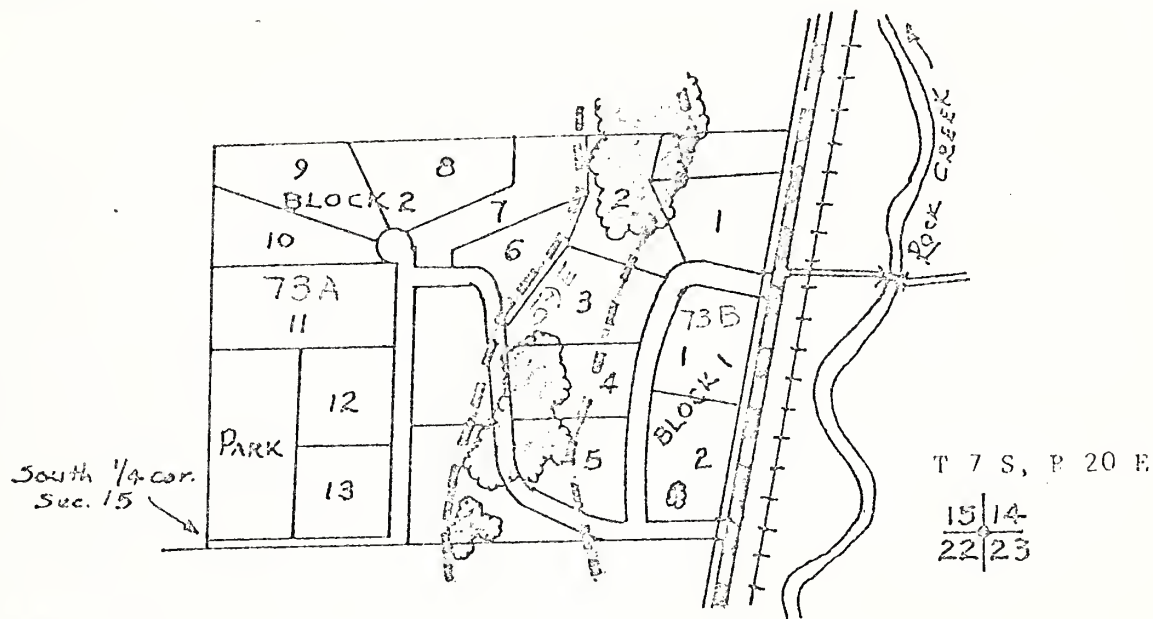 ROCK CREEK
9
8
BLOCK 2
7
2
1
10
6
73A
11
3
73B
1
BLOCK 1
4
12
PARK
5
2
13
South 1/4 cor.
Sec. 15
T 7 S, R 20 E
15 14
22 23